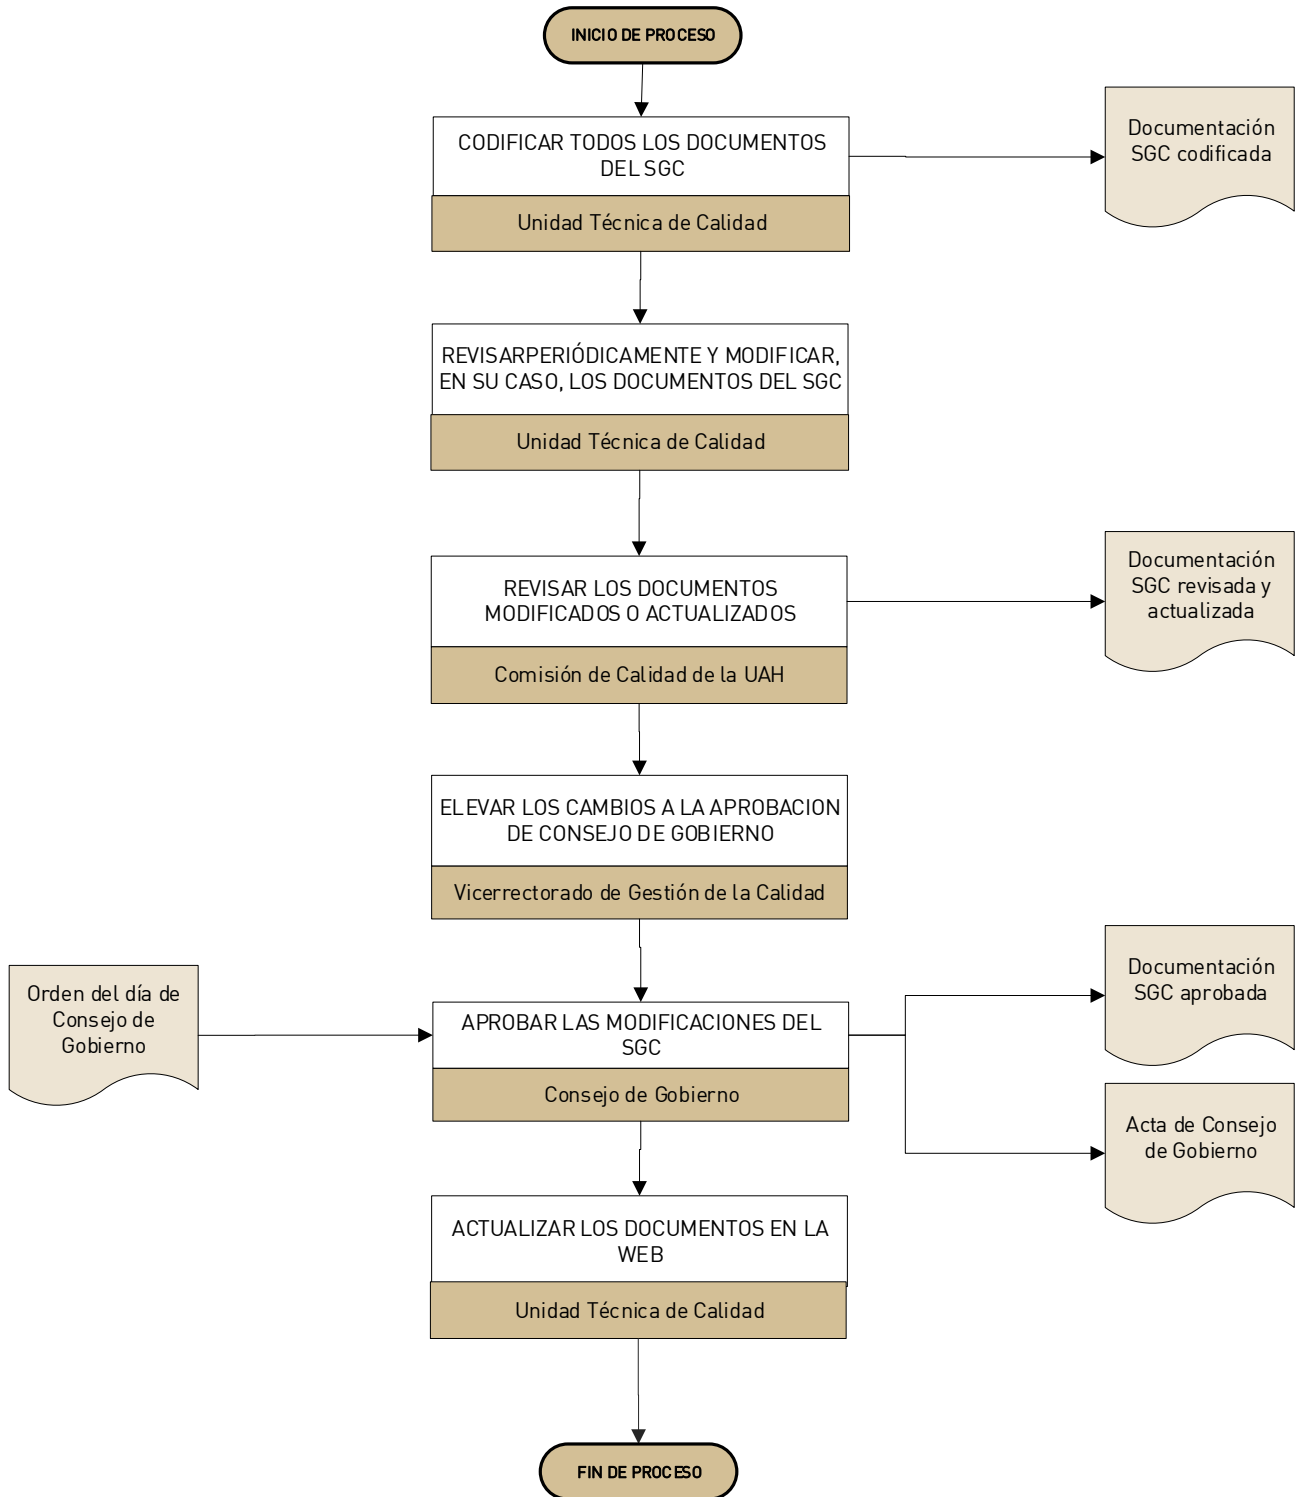 INICIO DE PROCESO
CODIFICAR TODOS LOS DOCUMENTOS
DEL SGC
Unidad Técnica de Calidad
Documentación
SGC codificada
REVISARPERIÓDICAMENTE Y MODIFICAR,
EN SU CASO, LOS DOCUMENTOS DEL SGC
Unidad Técnica de Calidad
REVISAR LOS DOCUMENTOS
MODIFICADOS O ACTUALIZADOS
Comisión de Calidad de la UAH
Documentación
SGC revisada y
actualizada
ELEVAR LOS CAMBIOS A LA APROBACION
DE CONSEJO DE GOBIERNO
Vicerrectorado de Gestión de la Calidad
Orden del día de
Consejo de
Gobierno
APROBAR LAS MODIFICACIONES DEL
SGC
Consejo de Gobierno
Documentación
SGC aprobada
Acta de Consejo
de Gobierno
ACTUALIZAR LOS DOCUMENTOS EN LA
WEB
Unidad Técnica de Calidad
FIN DE PROCESO